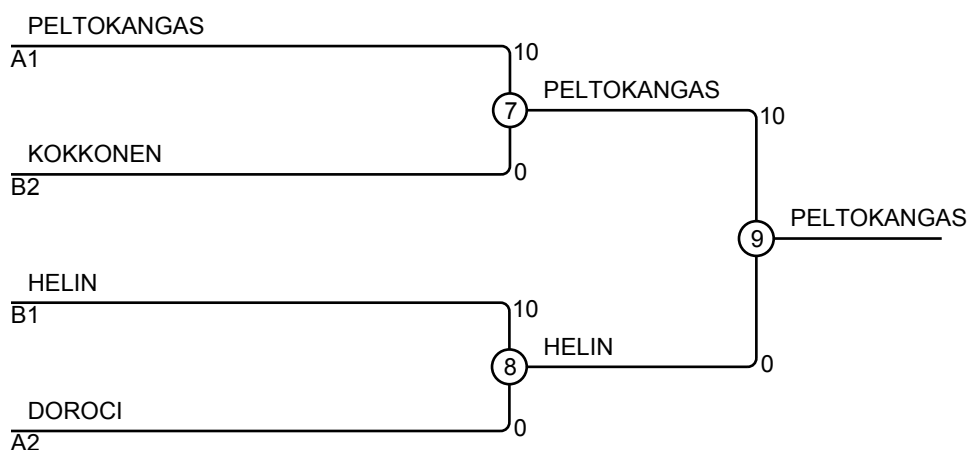 PELTOKANGAS
A1
10
7
PELTOKANGAS
10
KOKKONEN
B2
0
9
PELTOKANGAS
HELIN
B1
10
8
HELIN
0
DOROCI
A2
0